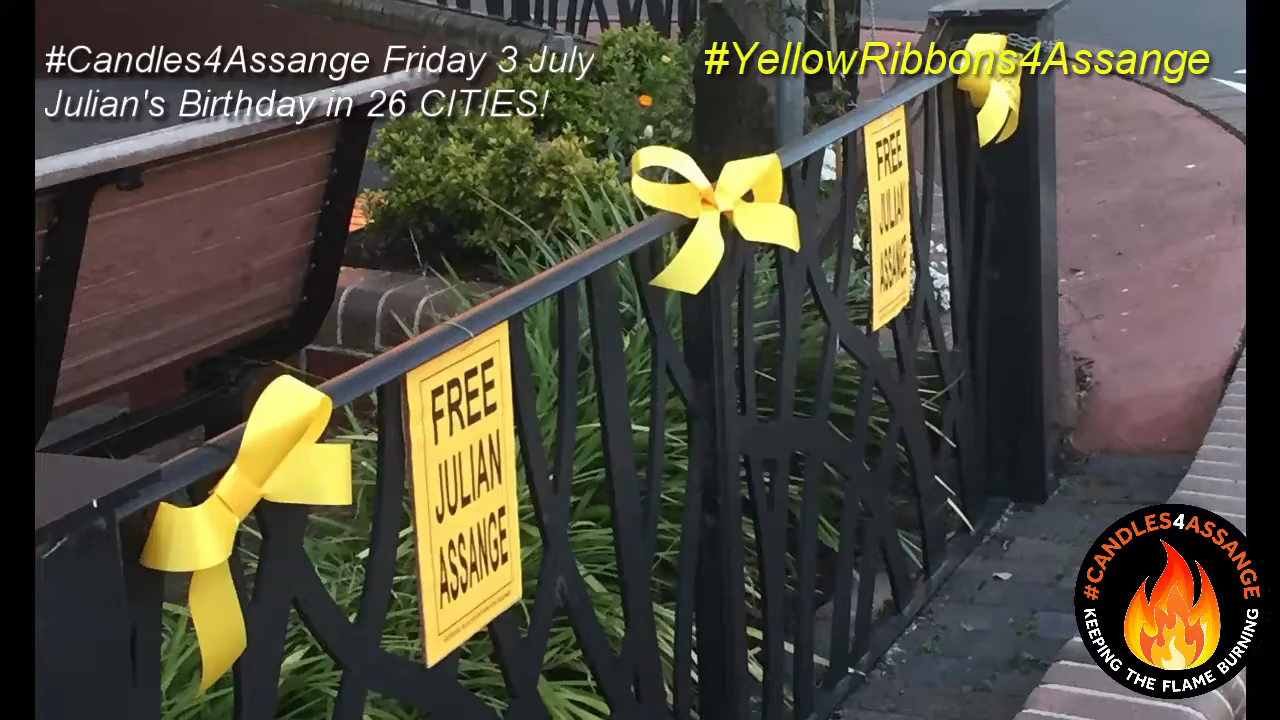 #Candles4Assange Friday 3 July
Julian's Birthday in 26 CITIES!
#YellowRibbons4Assange
FREE
JULIAN
ASSANGE
FREE
JULIAN
ASSANGE
#CANDLES4ASSANGE
KEEPING THE FLAME BURNING